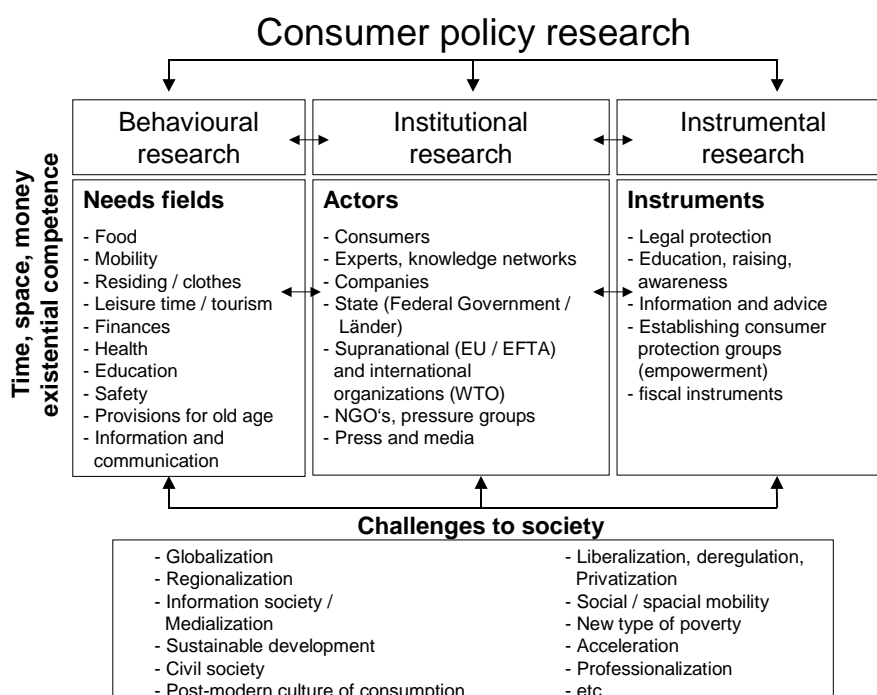 Consumer policy research
Behavioural
research
Institutional
research
Instrumental
research
Time, space, money
existential competence
Needs fields
- Food
- Mobility
- Residing / clothes
- Leisure time / tourism
- Finances
- Health
- Education
- Safety
- Provisions for old age
- Information and
communication
Actors
- Consumers
- Experts, knowledge networks
- Companies
- State (Federal Government /
Länder)
- Supranational (EU / EFTA)
and international
organizations (WTO)
- NGO‘s, pressure groups
- Press and media
Instruments
- Legal protection
- Education, raising,
awareness
- Information and advice
- Establishing consumer
protection groups
(empowerment)
- fiscal instruments
Challenges to society
- Globalization
- Regionalization
- Information society /
Medialization
- Sustainable development
- Civil society
- Post-modern culture of consumption
- Liberalization, deregulation,
Privatization
- Social / spacial mobility
- New type of poverty
- Acceleration
- Professionalization
- etc